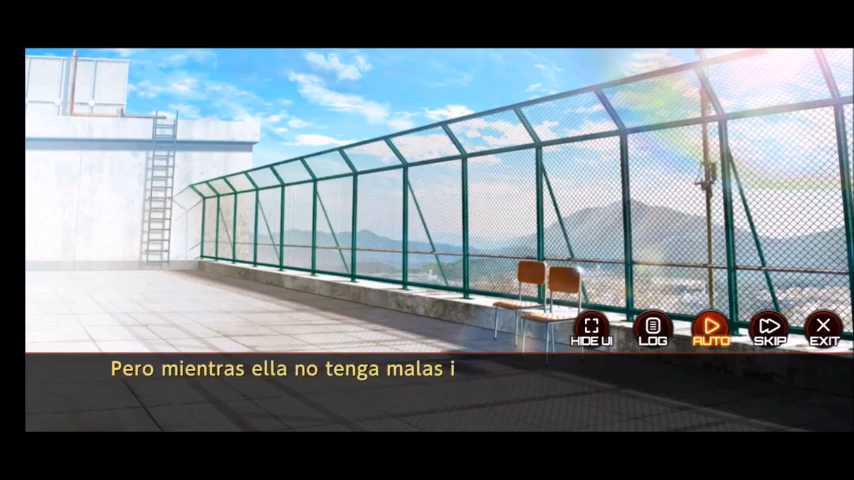 HIDE UI
LOG
AUTO
SKIP
EXIT
Pero mientras ella no tenga malas i